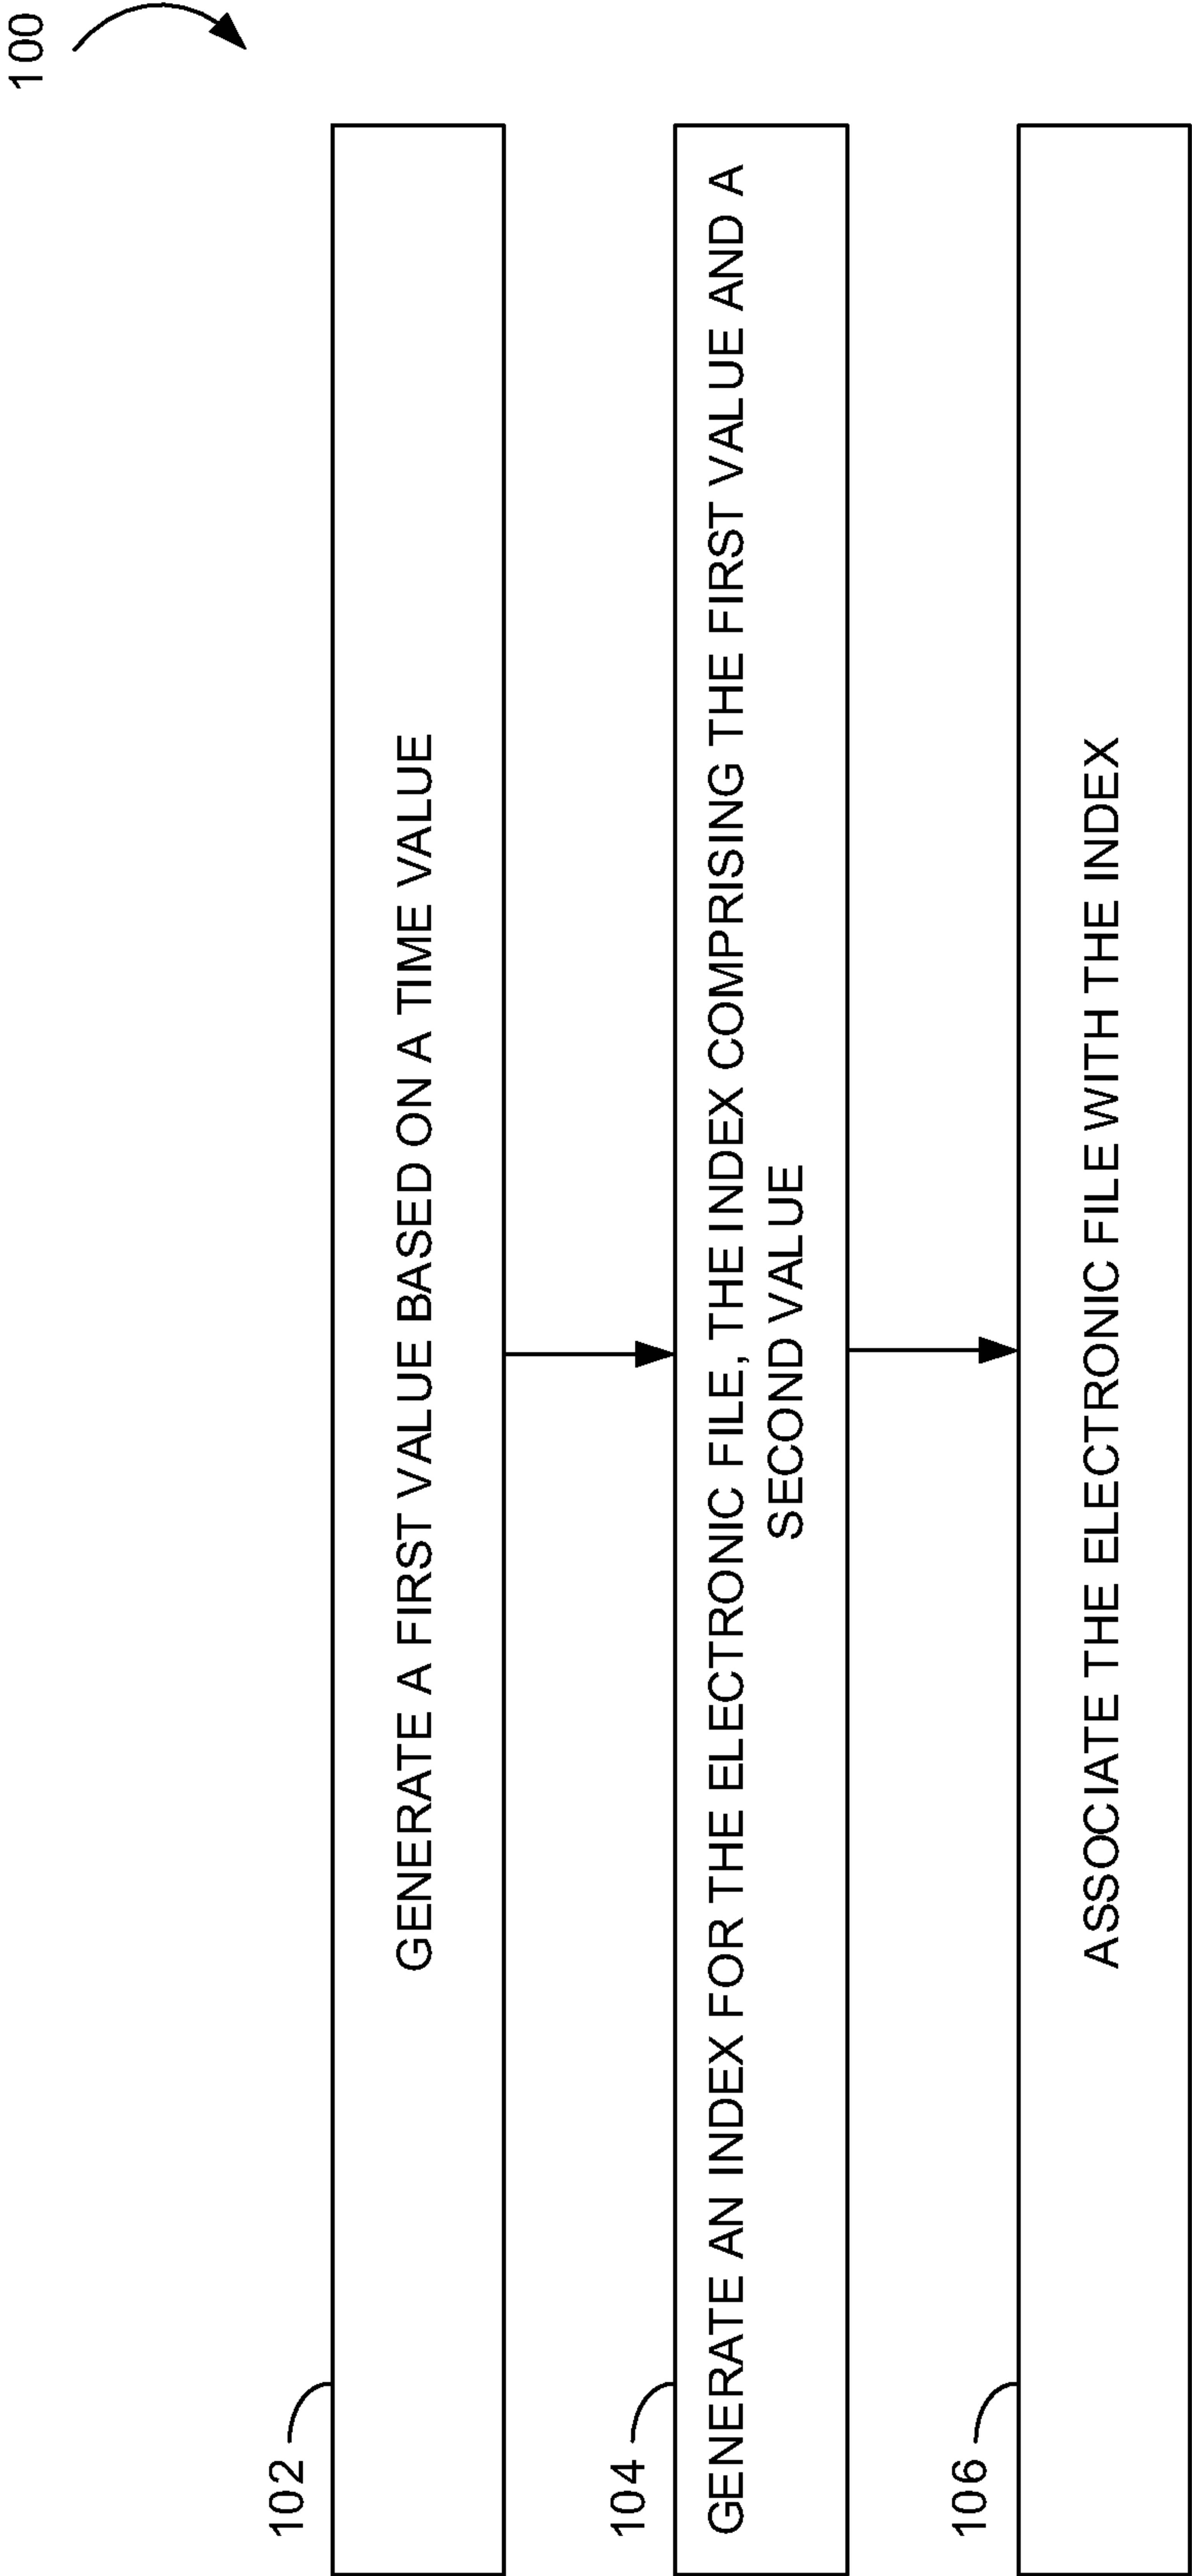 100
102
GENERATE A FIRST VALUE BASED ON A TIME VALUE
104
GENERATE AN INDEX FOR THE ELECTRONIC FILE, THE INDEX COMPRISING THE FIRST VALUE AND A
SECOND VALUE
106
ASSOCIATE THE ELECTRONIC FILE WITH THE INDEX